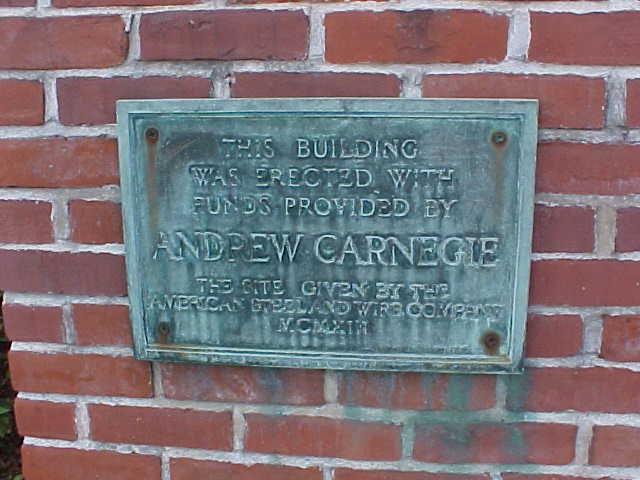 THIS BUILDING
WAS ERECTED WITH
FUNDS PROVIDED BY
ANDREW CARNEGIE
THE SITE GIVEN BY THE
AMERICAN STEEL AND WIRE COMPANY
MCMXIII